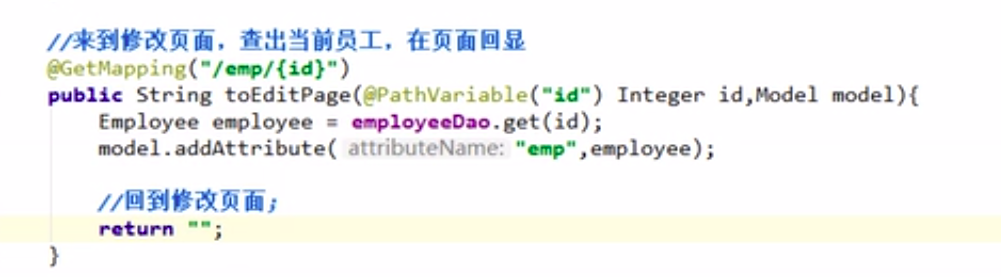 //来到修改页面，查出当前员工，在页面回显
@GetMapping("/emp/{id}")
public String toEditPage(@PathVariable("id") Integer id,Model model){
    Employee employee = employeeDao.get(id);
    model.addAttribute( attributeName: "emp",employee);
    //回到修改页面;
    return "";
}